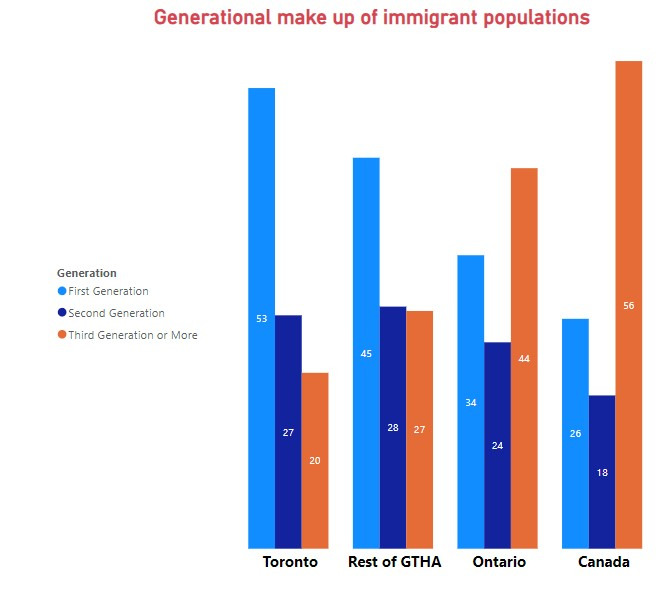 Generational make up of immigrant populations
Generation
First Generation
Second Generation
Third Generation or More
53
27
20
45
28
27
34
24
44
26
18
56
Toronto
Rest of GTHA
Ontario
Canada